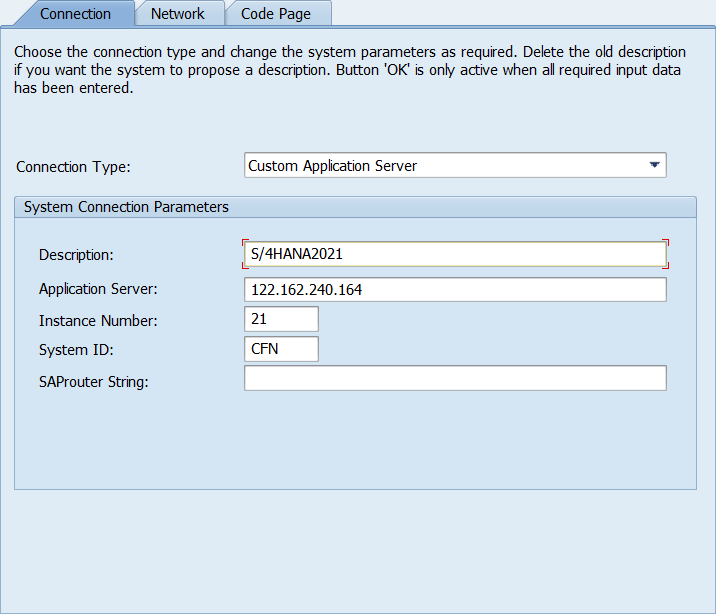 Connection Network Code Page
Choose the connection type and change the system parameters as required. Delete the old description
if you want the system to propose a description. Button 'OK' is only active when all required input data
has been entered.
Connection Type: Custom Application Server
System Connection Parameters
Description: S/4HANA2021
Application Server: 122.162.240.164
Instance Number: 21
System ID: CFN
SAProuter String: